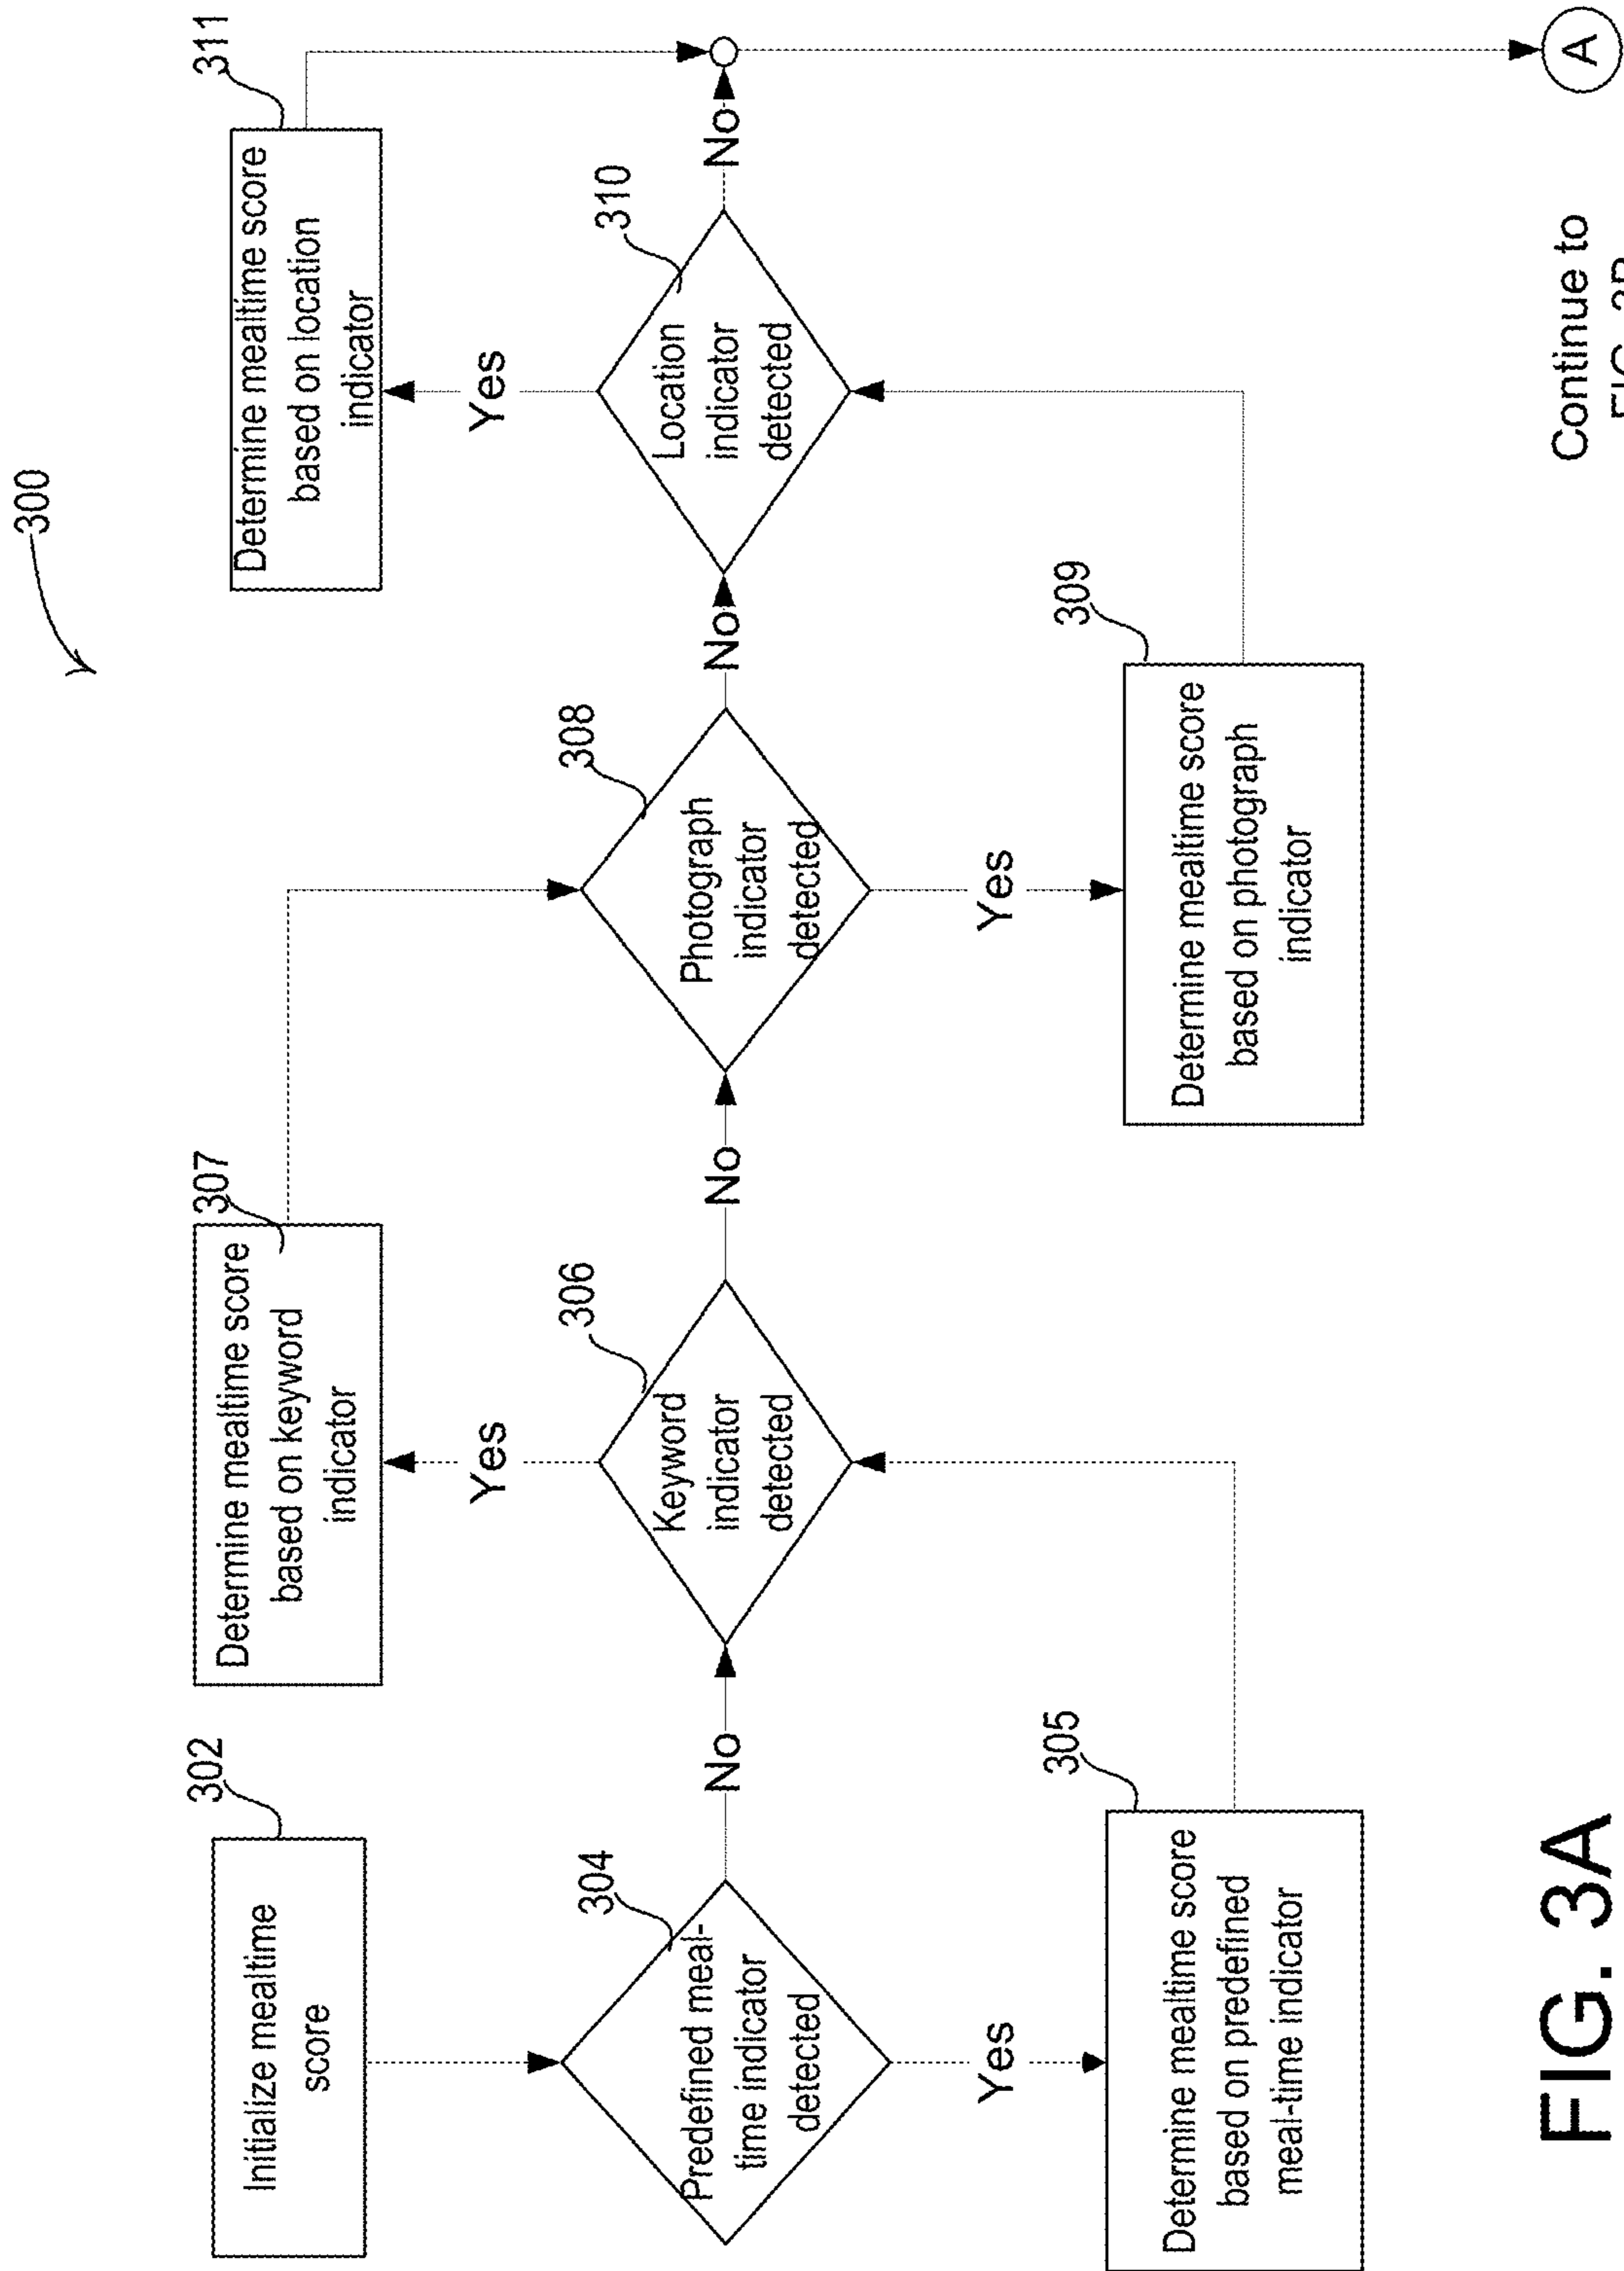 300
302
Initialize mealtime
score
304
Predefined meal-
time indicator
detected
No
Yes
305
Determine mealtime score
based on predefined
meal-time indicator
306
Keyword
indicator
detected
Yes
No
307
Determine mealtime score
based on keyword
indicator
308
Photograph
indicator
detected
No
Yes
309
Determine mealtime score
based on photograph
indicator
310
Location
indicator
detected
Yes
No
311
Determine mealtime score
based on location
indicator
A
Continue to
FIG. 3A